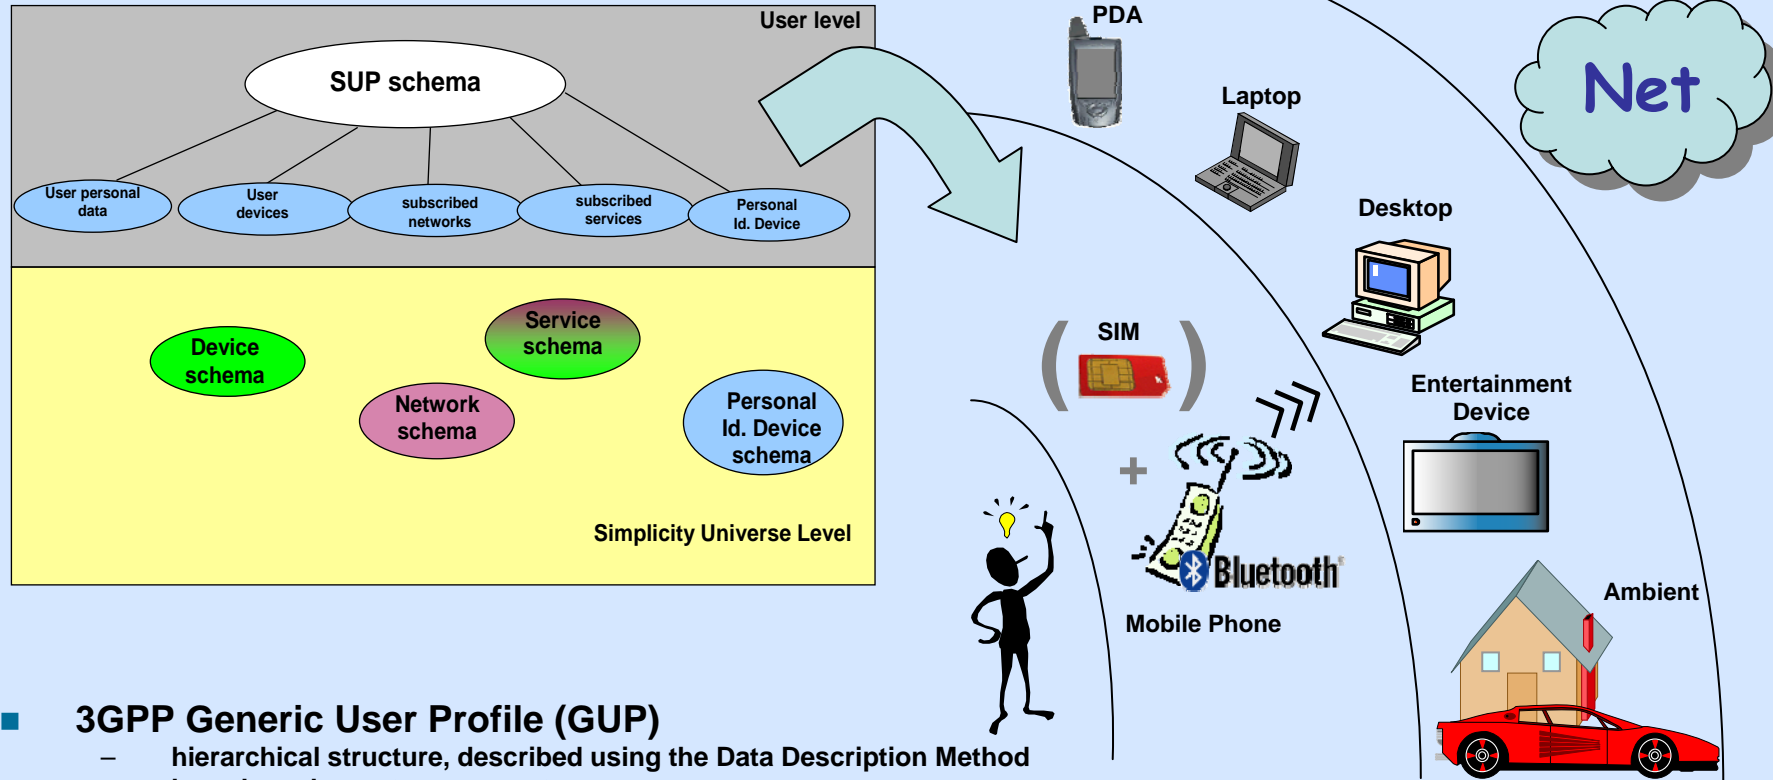 User level
SUP schema
User personal
data
User
devices
subscribed
networks
subscribed
services
Personal
Id. Device
Device
schema
Service
schema
Network
schema
Personal
Id. Device
schema
Simplicity Universe Level
PDA
Laptop
Net
Desktop
( SIM )
Entertainment
Device
+
Bluetooth
Mobile Phone
Ambient
3GPP Generic User Profile (GUP)
– hierarchical structure, described using the Data Description Method